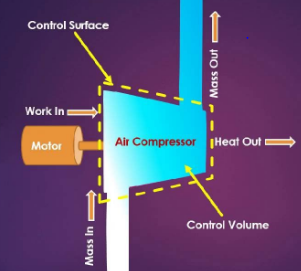 Control Surface
Mass Out
Work In
Motor
Air Compressor
Heat Out
Mass In
Control Volume